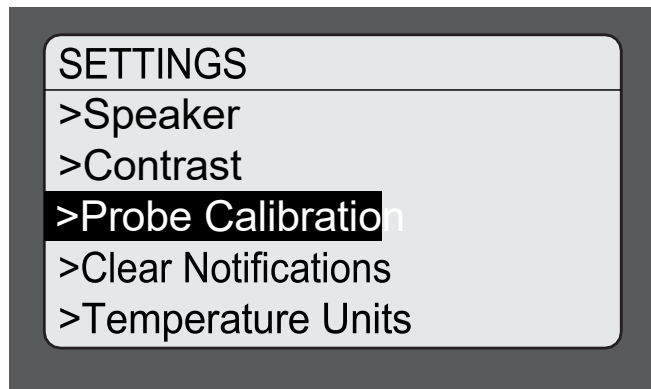 SETTINGS
>Speaker
>Contrast
>Probe Calibration
>Clear Notifications
>Temperature Units